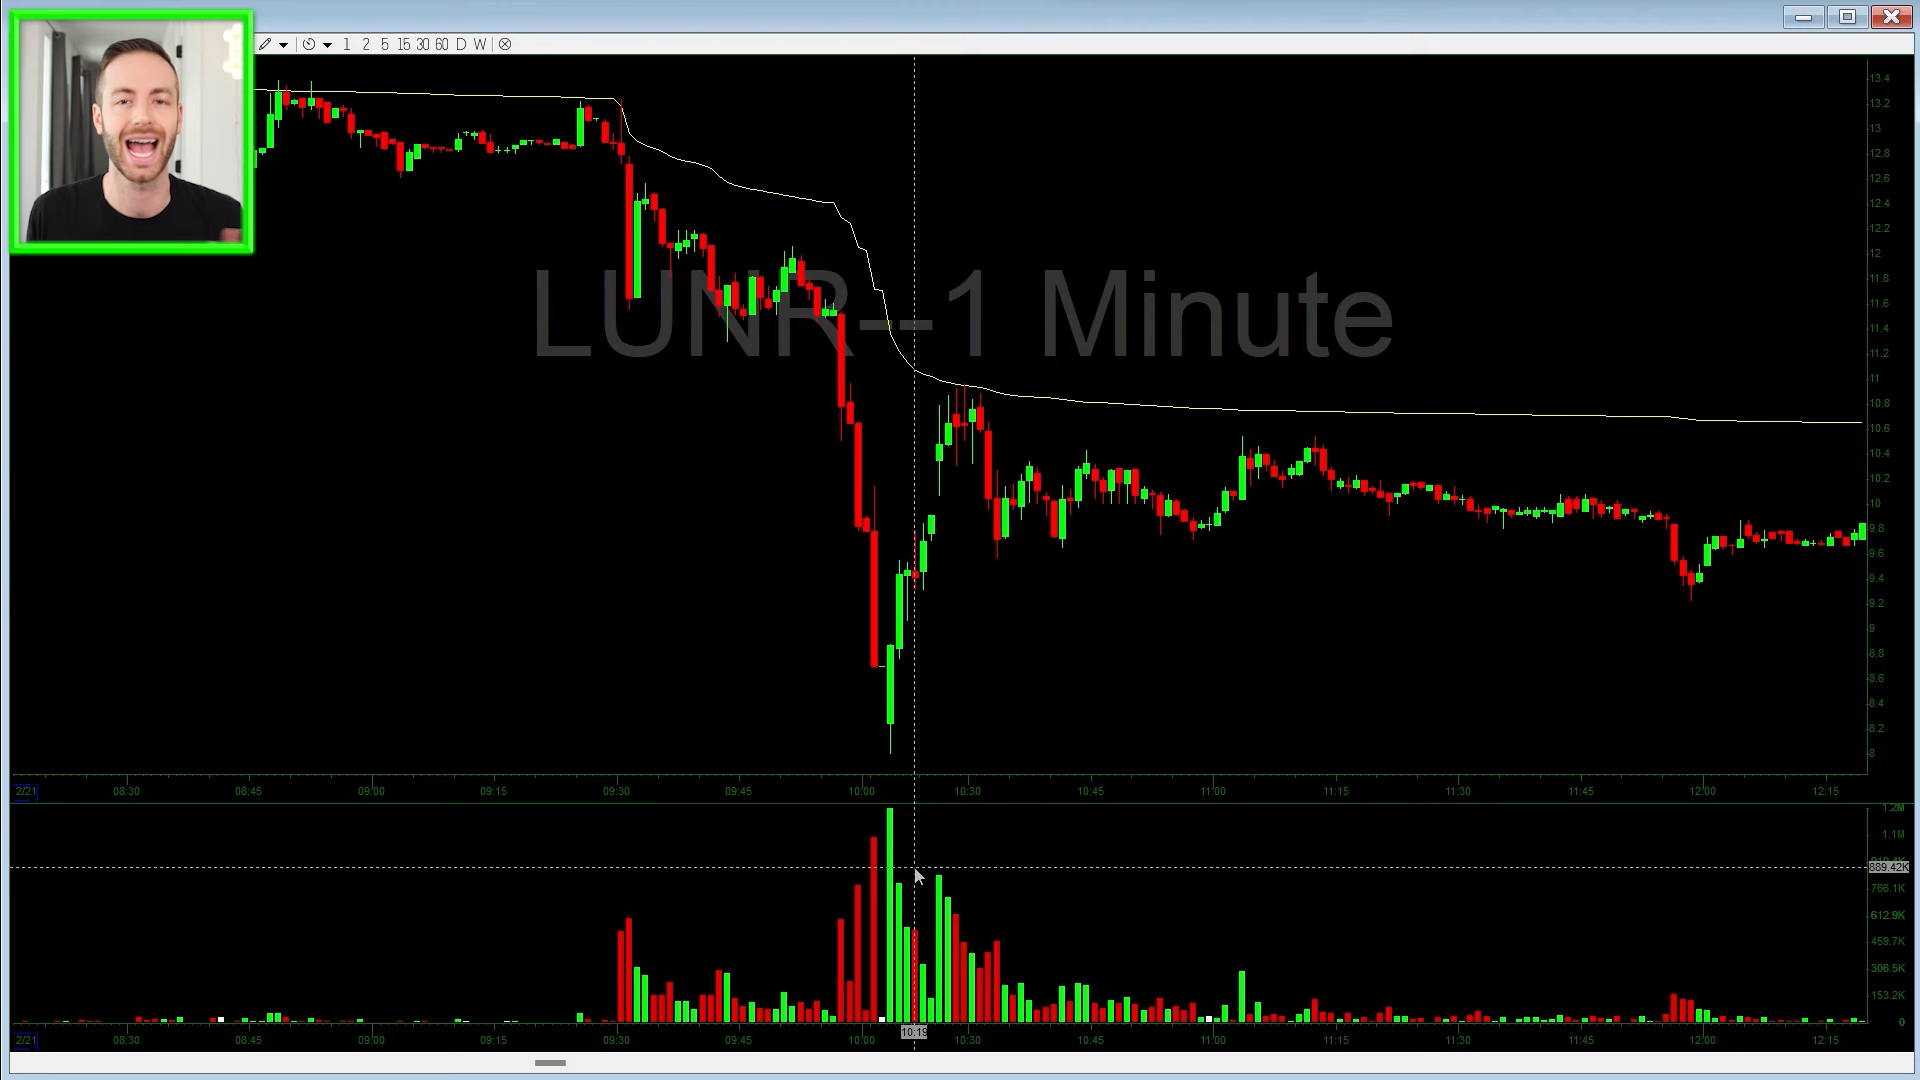 1 2 5 15 30 60 D W
LUNR--1 Minute
13.4
13.2
13
12.8
12.6
12.4
12.2
12
11.8
11.6
11.4
11.2
11
10.8
10.6
10.4
10.2
10
9.8
9.6
9.4
9.2
9
8.8
8.6
8.4
8.2
8
2/21 08:30 08:45 09:00 09:15 09:30 09:45 10:00 10:30 10:45 11:00 11:15 11:30 11:45 12:00 12:15
1.2M
1.1M
889.42K
766.1K
612.9K
459.7K
306.5K
153.2K
0
10:19
2/21 08:30 08:45 09:00 09:15 09:30 09:45 10:00 10:30 10:45 11:00 11:15 11:30 11:45 12:00 12:15